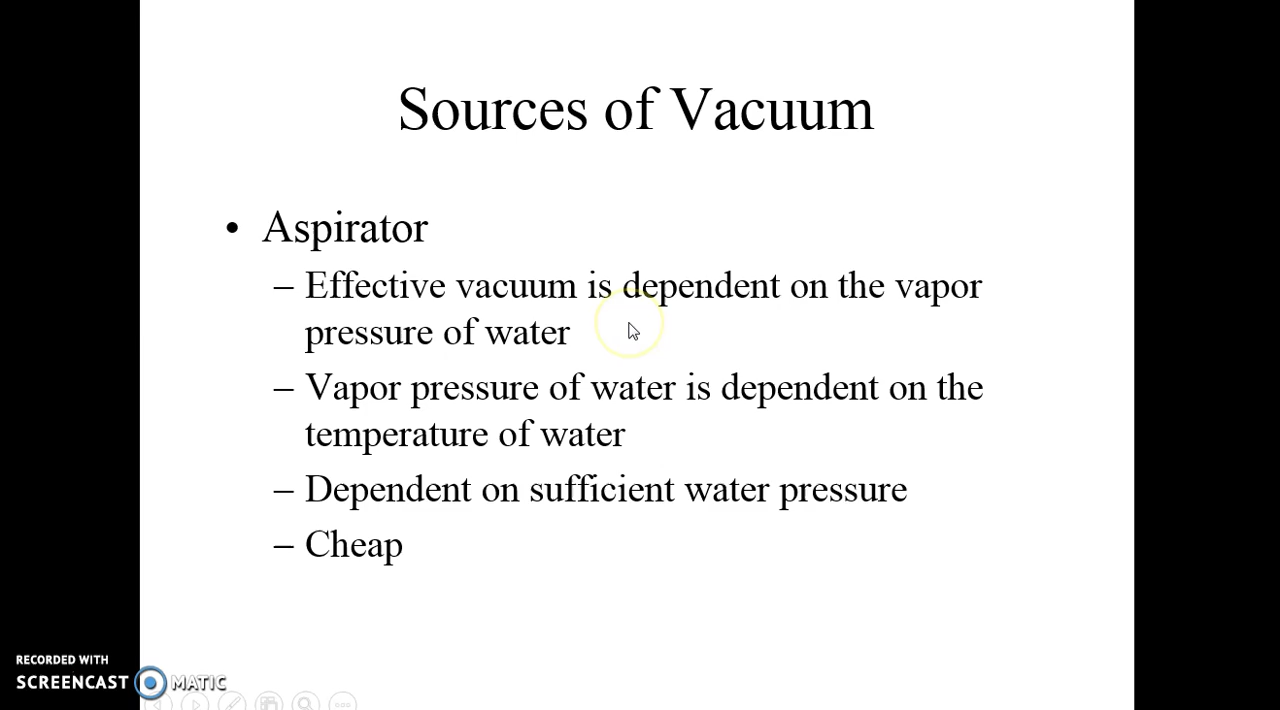 Sources of Vacuum
• Aspirator
– Effective vacuum is dependent on the vapor
pressure of water
– Vapor pressure of water is dependent on the
temperature of water
– Dependent on sufficient water pressure
– Cheap
RECORDED WITH
SCREENCAST MATIC